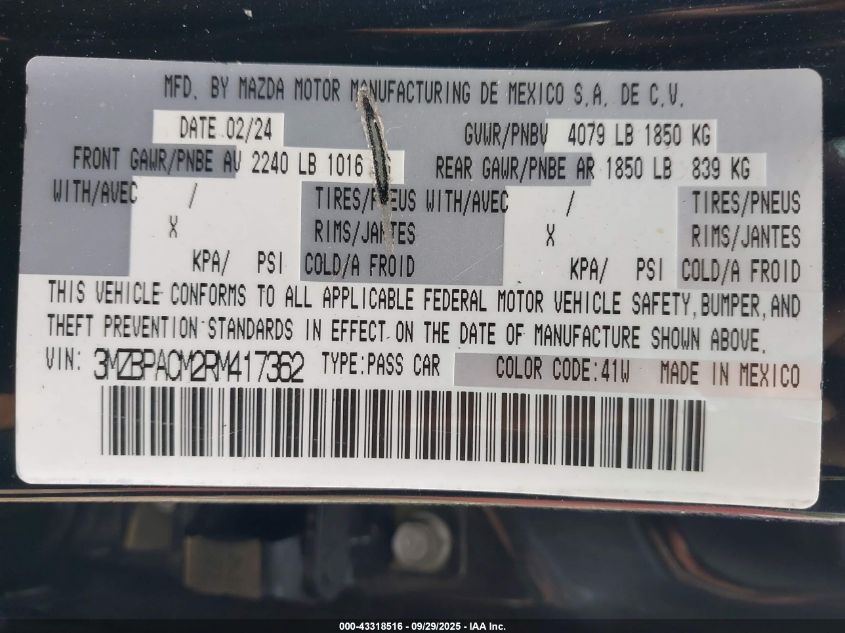 MFD. BY MAZDA MOTOR MANUFACTURING DE MEXICO S.A. DE C.V.
DATE 02/24 GVWR/PNBV 4079 LB 1850 KG
FRONT GAWR/PNBE AV 2240 LB 1016 REAR GAWR/PNBE AR 1850 LB 839 KG
WITH/AVEC / TIRES/PNEUS WITH/AVEC / TIRES/PNEUS
X RIMS/JANTES X RIMS/JANTES
KPA/ PSI COLD/A FROID KPA/ PSI COLD/A FROID
THIS VEHICLE CONFORMS TO ALL APPLICABLE FEDERAL MOTOR VEHICLE SAFETY, BUMPER, AND
THEFT PREVENTION STANDARDS IN EFFECT ON THE DATE OF MANUFACTURE SHOWN ABOVE.
VIN: 3MZBPACM2RM417362 TYPE:PASS CAR COLOR CODE:41W MADE IN MEXICO
000-43318516 - 09/29/2025 - IAA Inc.